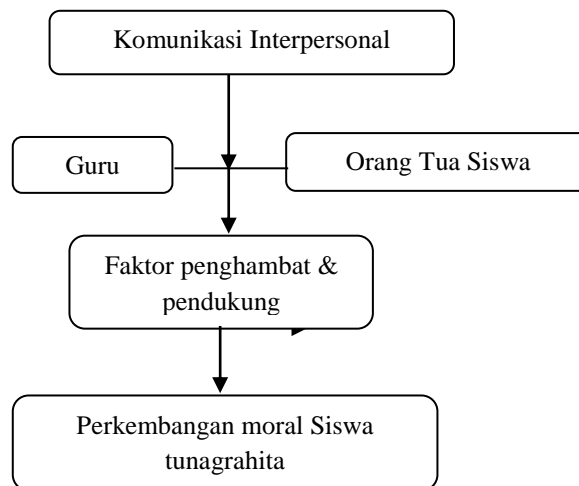 Komunikasi Interpersonal
Guru
Orang Tua Siswa
Faktor penghambat &
pendukung
Perkembangan moral Siswa
tunagrahita